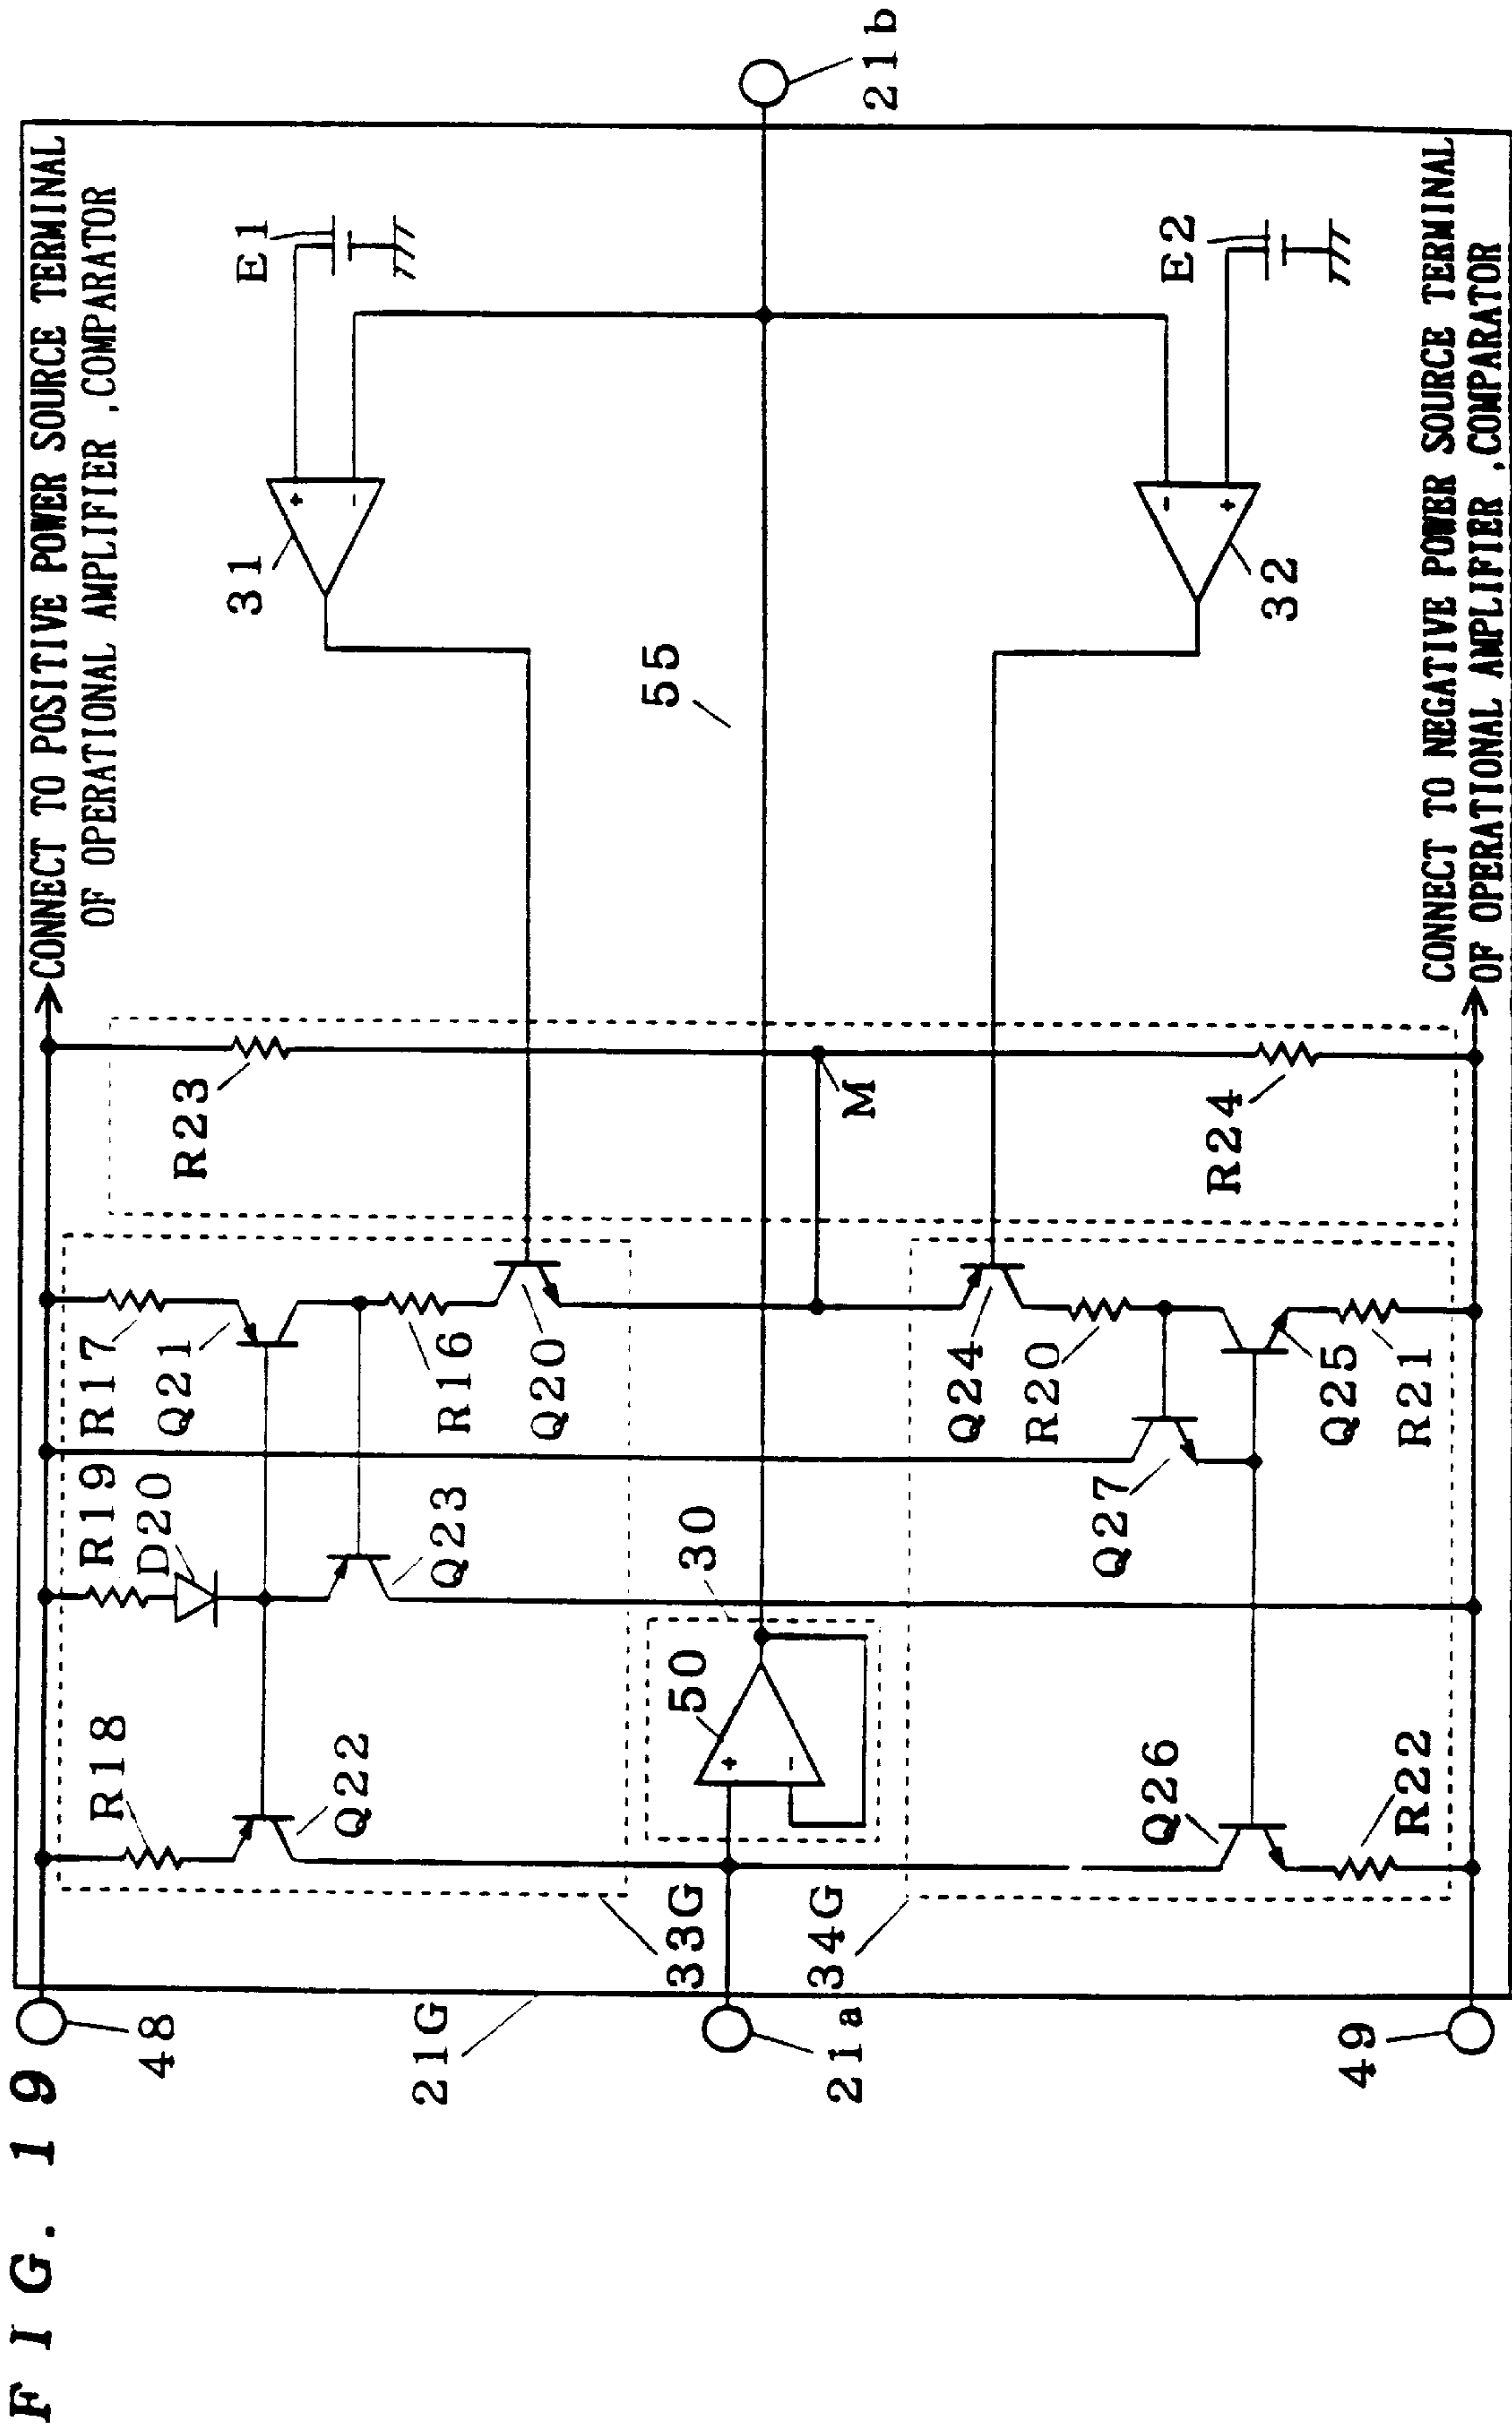 FIG. 19
48
CONNECT TO POSITIVE POWER SOURCE TERMINAL
OF OPERATIONAL AMPLIFIER ,COMPARATOR
R18
R19
D20
R17
Q21
R23
E1
+
-
31
Q22
Q23
R16
Q20
21G
33G
50
+
-
30
55
21a
21b
34G
M
Q24
R20
Q27
Q25
R21
R24
E2
-
+
32
Q26
R22
49
CONNECT TO NEGATIVE POWER SOURCE TERMINAL
OF OPERATIONAL AMPLIFIER ,COMPARATOR